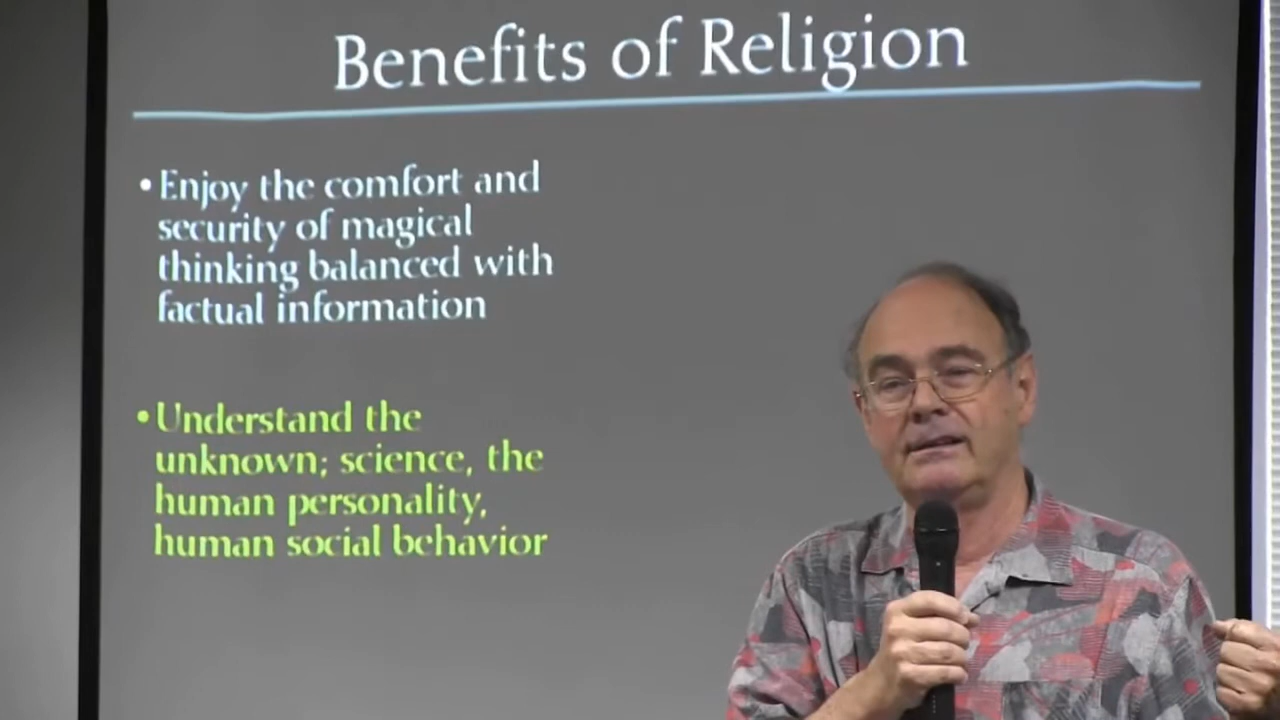 Benefits of Religion
•Enjoy the comfort and
security of magical
thinking balanced with
factual information
•Understand the
unknown; science, the
human personality,
human social behavior